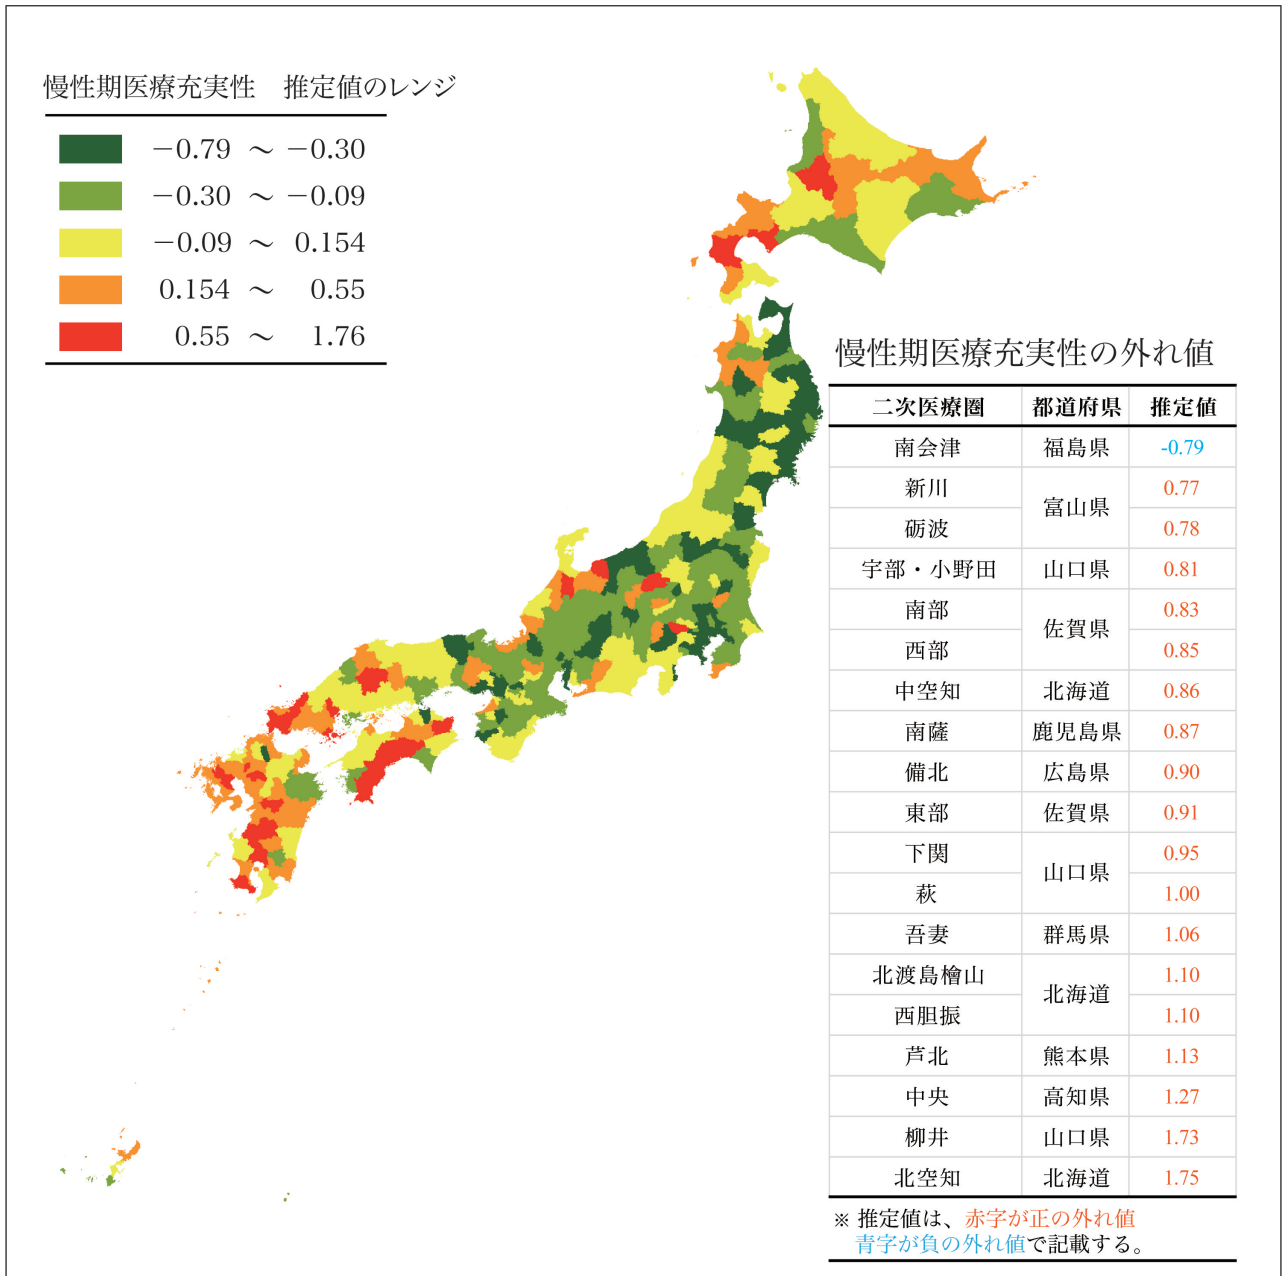 慢性期医療充実性　推定値のレンジ
−0.79 〜 −0.30
−0.30 〜 −0.09
−0.09 〜 0.154
0.154 〜 0.55
0.55 〜 1.76
慢性期医療充実性の外れ値
二次医療圏 都道府県 推定値
南会津 福島県 -0.79
新川 富山県 0.77
砺波 0.78
宇部・小野田 山口県 0.81
南部 佐賀県 0.83
西部 0.85
中空知 北海道 0.86
南薩 鹿児島県 0.87
備北 広島県 0.90
東部 佐賀県 0.91
下関 山口県 0.95
萩 1.00
吾妻 群馬県 1.06
北渡島檜山 北海道 1.10
西胆振 1.10
芦北 熊本県 1.13
中央 高知県 1.27
柳井 山口県 1.73
北空知 北海道 1.75
※ 推定値は、赤字が正の外れ値
青字が負の外れ値で記載する。